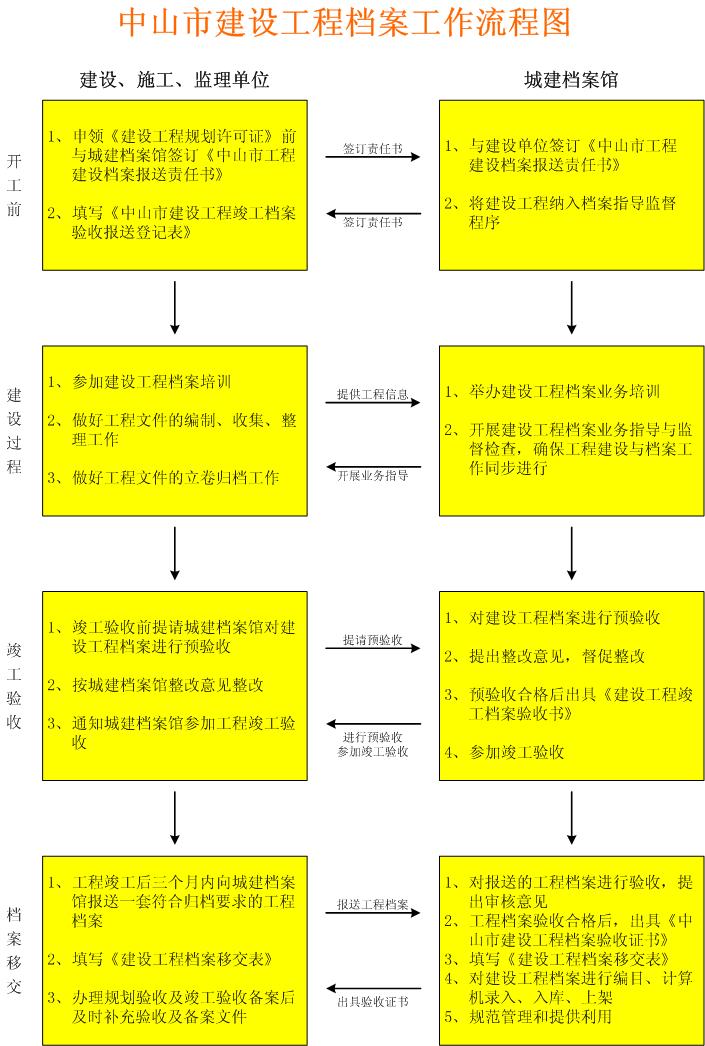 中山市建设工程档案工作流程图
建设、施工、监理单位
城建档案馆
开工前
1、申领《建设工程规划许可证》前
与城建档案馆签订《中山市工程
建设档案报送责任书》
2、填写《中山市建设工程竣工档案
验收报送登记表》
签订责任书
签订责任书
1、与建设单位签订《中山市工程
建设档案报送责任书》
2、将建设工程纳入档案指导监督
程序
建设过程
1、参加建设工程档案培训
2、做好工程文件的编制、收集、整
理工作
3、做好工程文件的立卷归档工作
提供工程信息
开展业务指导
1、举办建设工程档案业务培训
2、开展建设工程档案业务指导与监
督检查，确保工程建设与档案工
作同步进行
竣工验收
1、竣工验收前提请城建档案馆对建
设工程档案进行预验收
2、按城建档案馆整改意见整改
3、通知城建档案馆参加工程竣工验
收
提请预验收
进行预验收
参加竣工验收
1、对建设工程档案进行预验收
2、提出整改意见，督促整改
3、预验收合格后出具《建设工程竣
工档案验收书》
4、参加竣工验收
档案移交
1、工程竣工后三个月内向城建档案
馆报送一套符合归档要求的工程
档案
2、填写《建设工程档案移交表》
3、办理规划验收及竣工验收备案后
及时补充验收及备案文件
报送工程档案
出具验收证书
1、对报送的工程档案进行验收，提
出审核意见
2、工程档案验收合格后，出具《中
山市建设工程档案验收证书》
3、填写《建设工程档案移交表》
4、对建设工程档案进行编目、计算
机录入、入库、上架
5、规范管理和提供利用